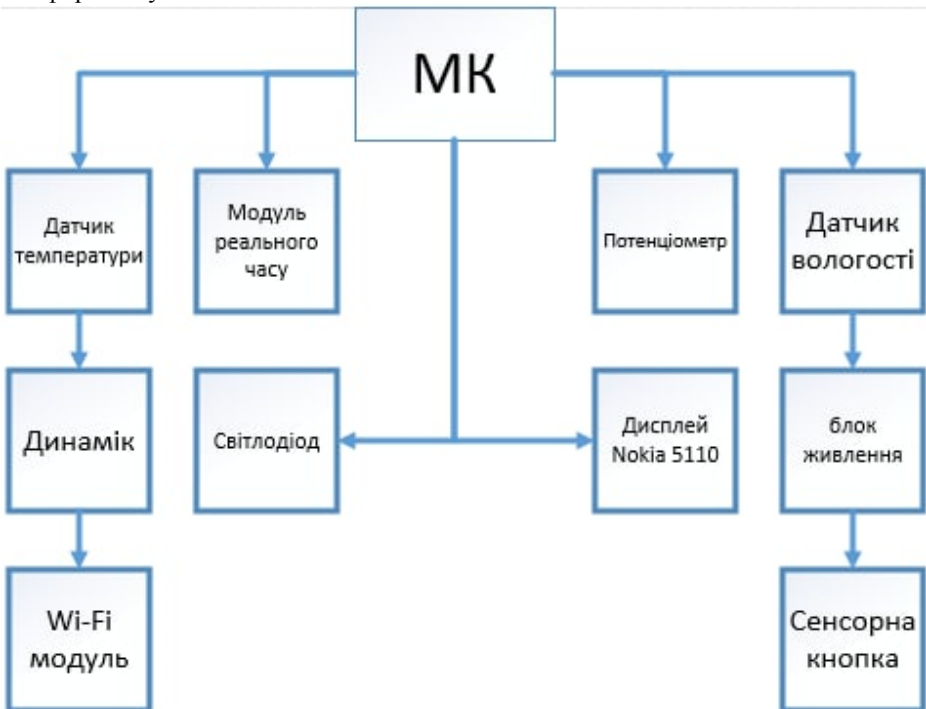 МК
Датчик
температури
Модуль
реального
часу
Потенціометр
Датчик
вологості
Динамік
Світлодіод
Дисплей
Nokia 5110
блок
живлення
Wi-Fi
модуль
Сенсорна
кнопка